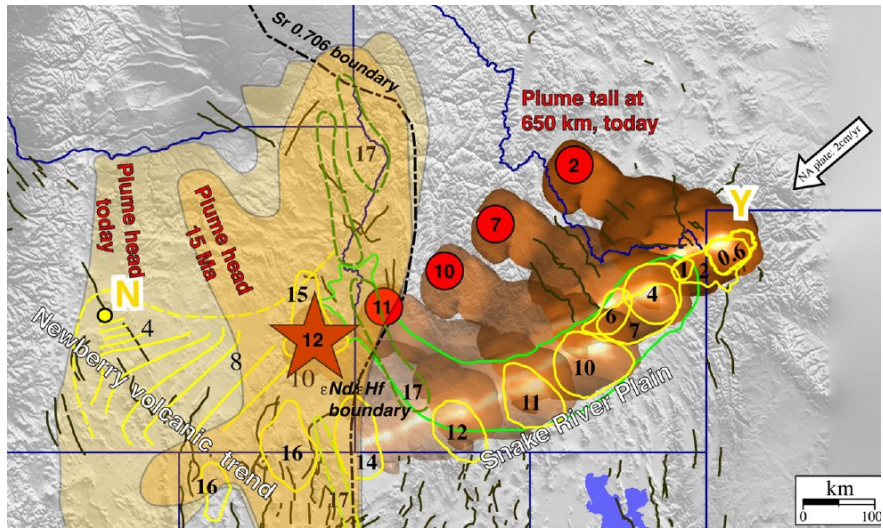 Sr 0.706 boundary
Plume tail at
650 km, today
NA plate: 2cm/yr
17
2
Plume head
today
Plume head
15 Ma
7
Y
0.6
2
1
10
N
15
11
4
4
6
7
12
8
10
10
εNd/εHf
boundary
17
11
12
Newberry volcanic trend
Snake River Plain
16
14
16
17
km
0
100